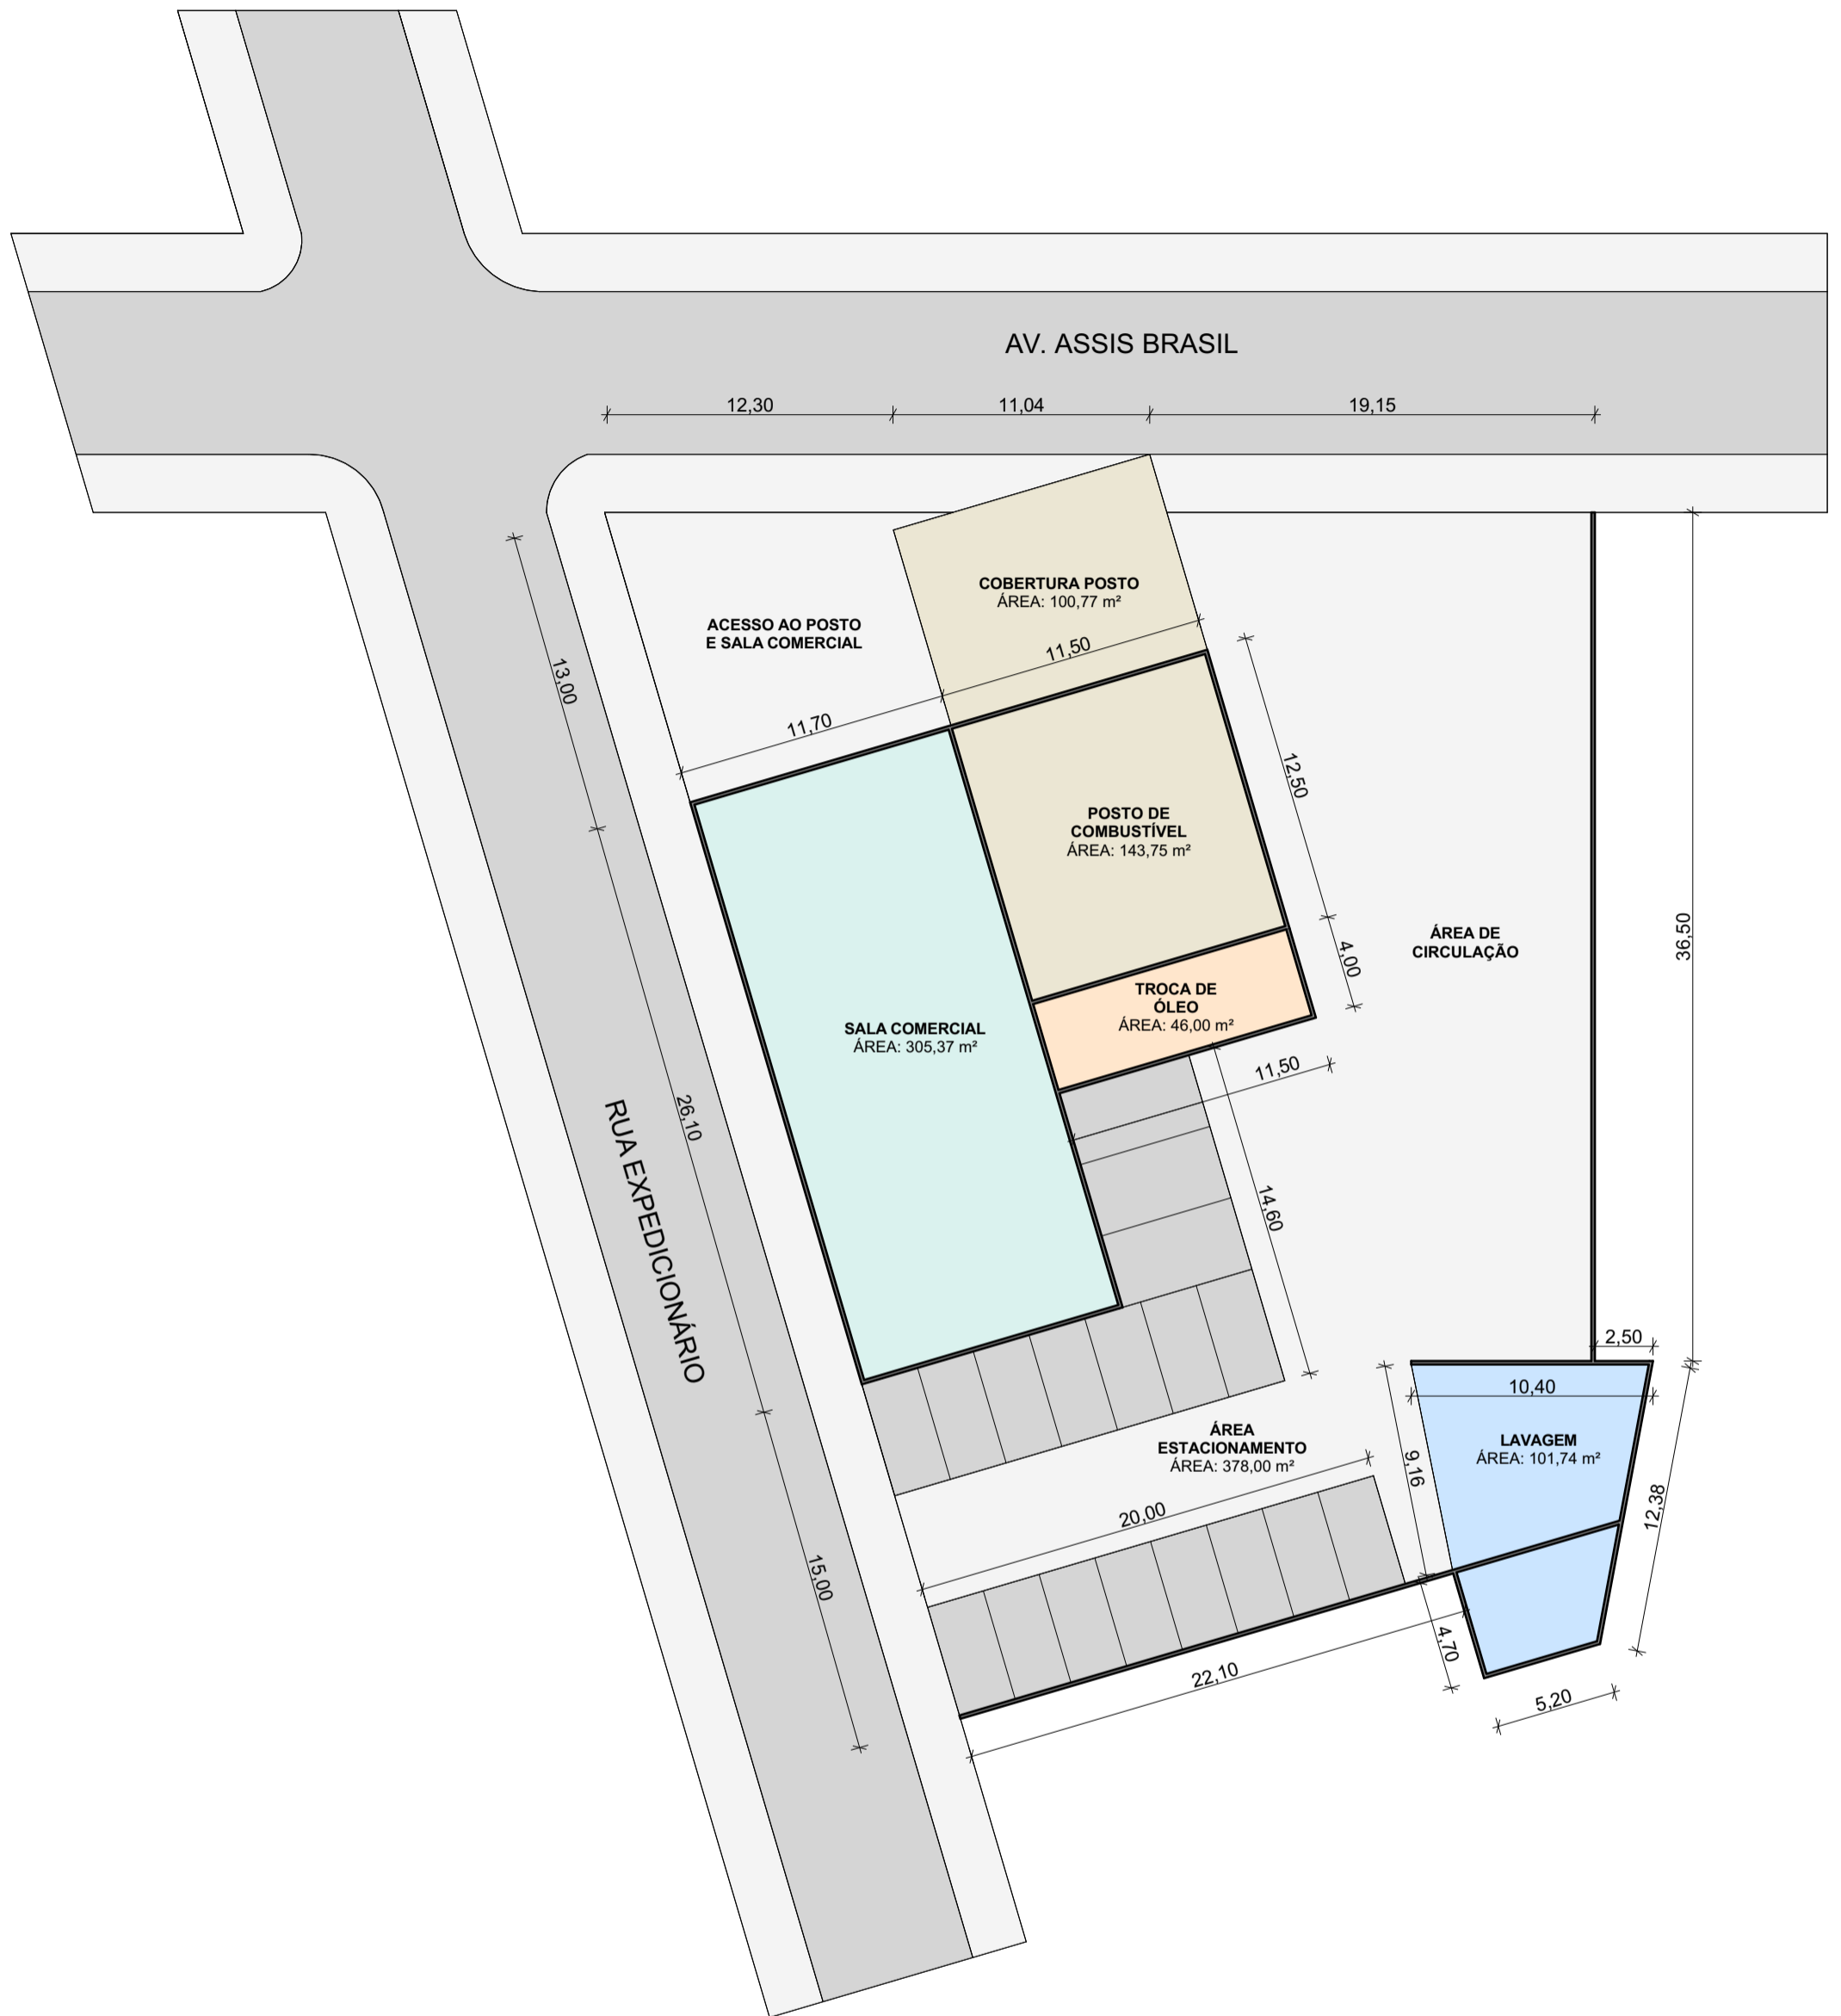 AV. ASSIS BRASIL
12,30
11,04
19,15
COBERTURA POSTO
ÁREA: 100,77 m²
ACESSO AO POSTO
E SALA COMERCIAL
11,50
11,70
13,00
12,50
POSTO DE
COMBUSTÍVEL
ÁREA: 143,75 m²
ÁREA DE
CIRCULAÇÃO
36,50
4,00
TROCA DE
ÓLEO
ÁREA: 46,00 m²
SALA COMERCIAL
ÁREA: 305,37 m²
11,50
26,10
RUA EXPEDICIONÁRIO
14,60
2,50
10,40
ÁREA
ESTACIONAMENTO
ÁREA: 378,00 m²
LAVAGEM
ÁREA: 101,74 m²
9,16
12,38
20,00
15,00
4,70
22,10
5,20